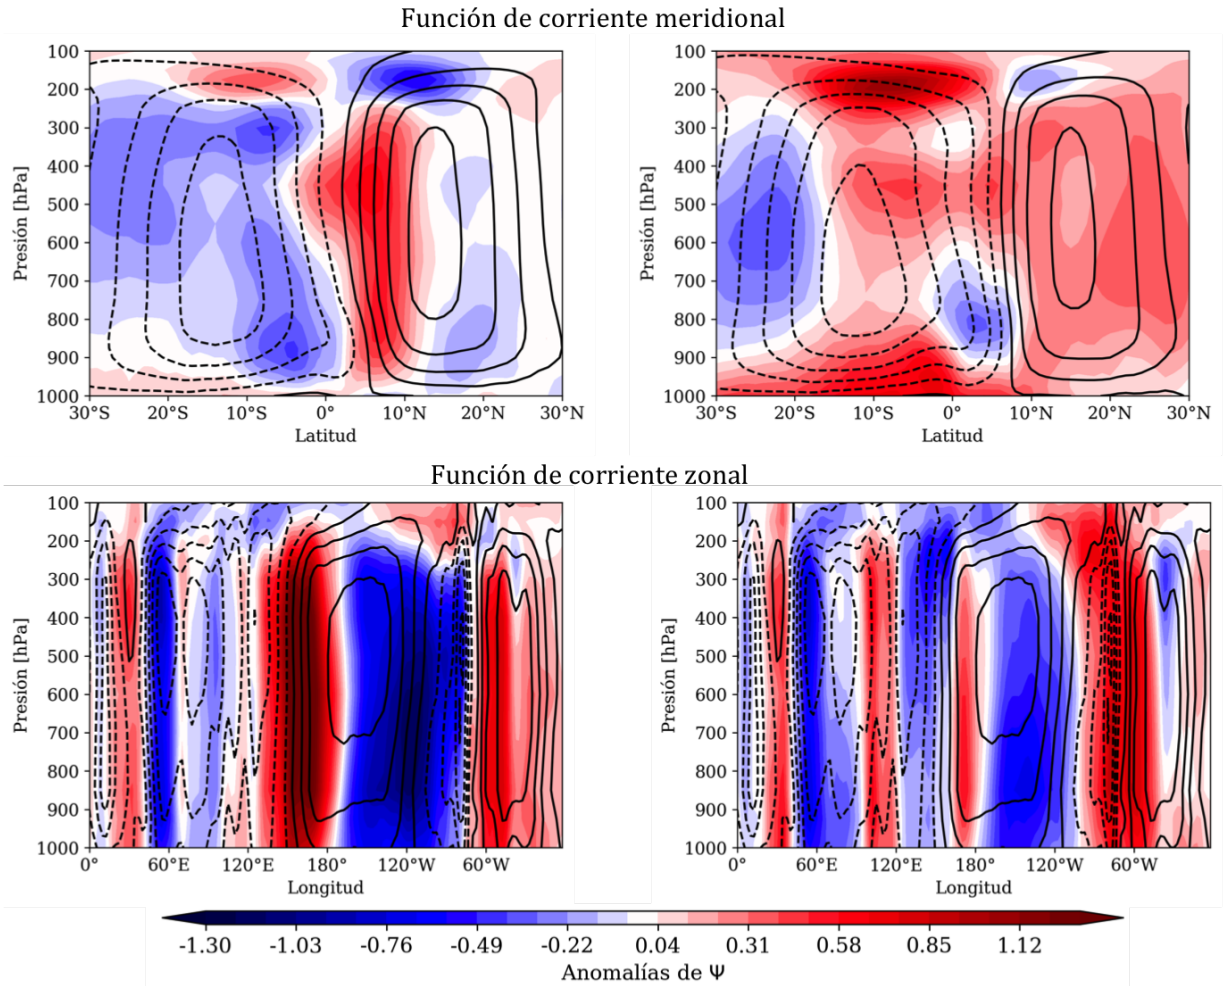 Función de corriente meridional
100
200
300
400
500
600
700
800
900
1000
Presión [hPa]
30°S 20°S 10°S 0° 10°N 20°N 30°N
Latitud
100
200
300
400
500
600
700
800
900
1000
Presión [hPa]
30°S 20°S 10°S 0° 10°N 20°N 30°N
Latitud
Función de corriente zonal
100
200
300
400
500
600
700
800
900
1000
Presión [hPa]
0° 60°E 120°E 180° 120°W 60°W
Longitud
100
200
300
400
500
600
700
800
900
1000
Presión [hPa]
0° 60°E 120°E 180° 120°W 60°W
Longitud
-1.30 -1.03 -0.76 -0.49 -0.22 0.04 0.31 0.58 0.85 1.12
Anomalías de Ψ